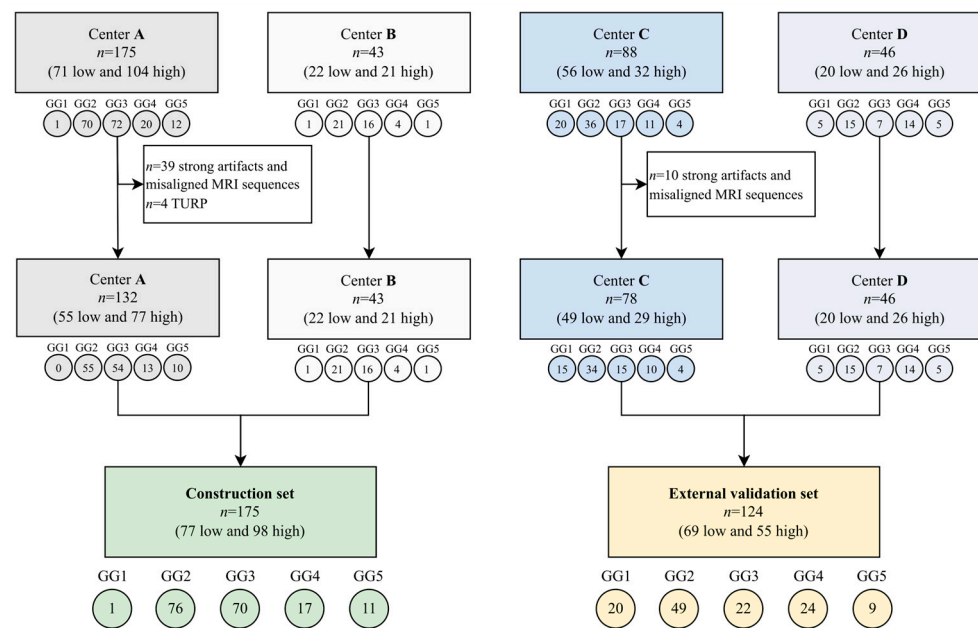 Center A
n=175
(71 low and 104 high)
GG1 GG2 GG3 GG4 GG5
1 70 72 20 12
Center B
n=43
(22 low and 21 high)
GG1 GG2 GG3 GG4 GG5
1 21 16 4 1
Center C
n=88
(56 low and 32 high)
GG1 GG2 GG3 GG4 GG5
20 36 17 11 4
Center D
n=46
(20 low and 26 high)
GG1 GG2 GG3 GG4 GG5
5 15 7 14 5
n=39 strong artifacts and
misaligned MRI sequences
n=4 TURP
n=10 strong artifacts and
misaligned MRI sequences
Center A
n=132
(55 low and 77 high)
GG1 GG2 GG3 GG4 GG5
0 55 54 13 10
Center B
n=43
(22 low and 21 high)
GG1 GG2 GG3 GG4 GG5
1 21 16 4 1
Center C
n=78
(49 low and 29 high)
GG1 GG2 GG3 GG4 GG5
15 34 15 10 4
Center D
n=46
(20 low and 26 high)
GG1 GG2 GG3 GG4 GG5
5 15 7 14 5
Construction set
n=175
(77 low and 98 high)
GG1 GG2 GG3 GG4 GG5
1 76 70 17 11
External validation set
n=124
(69 low and 55 high)
GG1 GG2 GG3 GG4 GG5
20 49 22 24 9